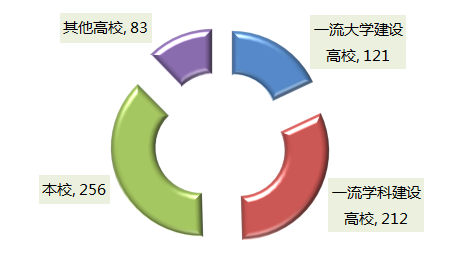 其他高校, 83
一流大学建设
高校, 121
本校, 256
一流学科建设
高校, 212